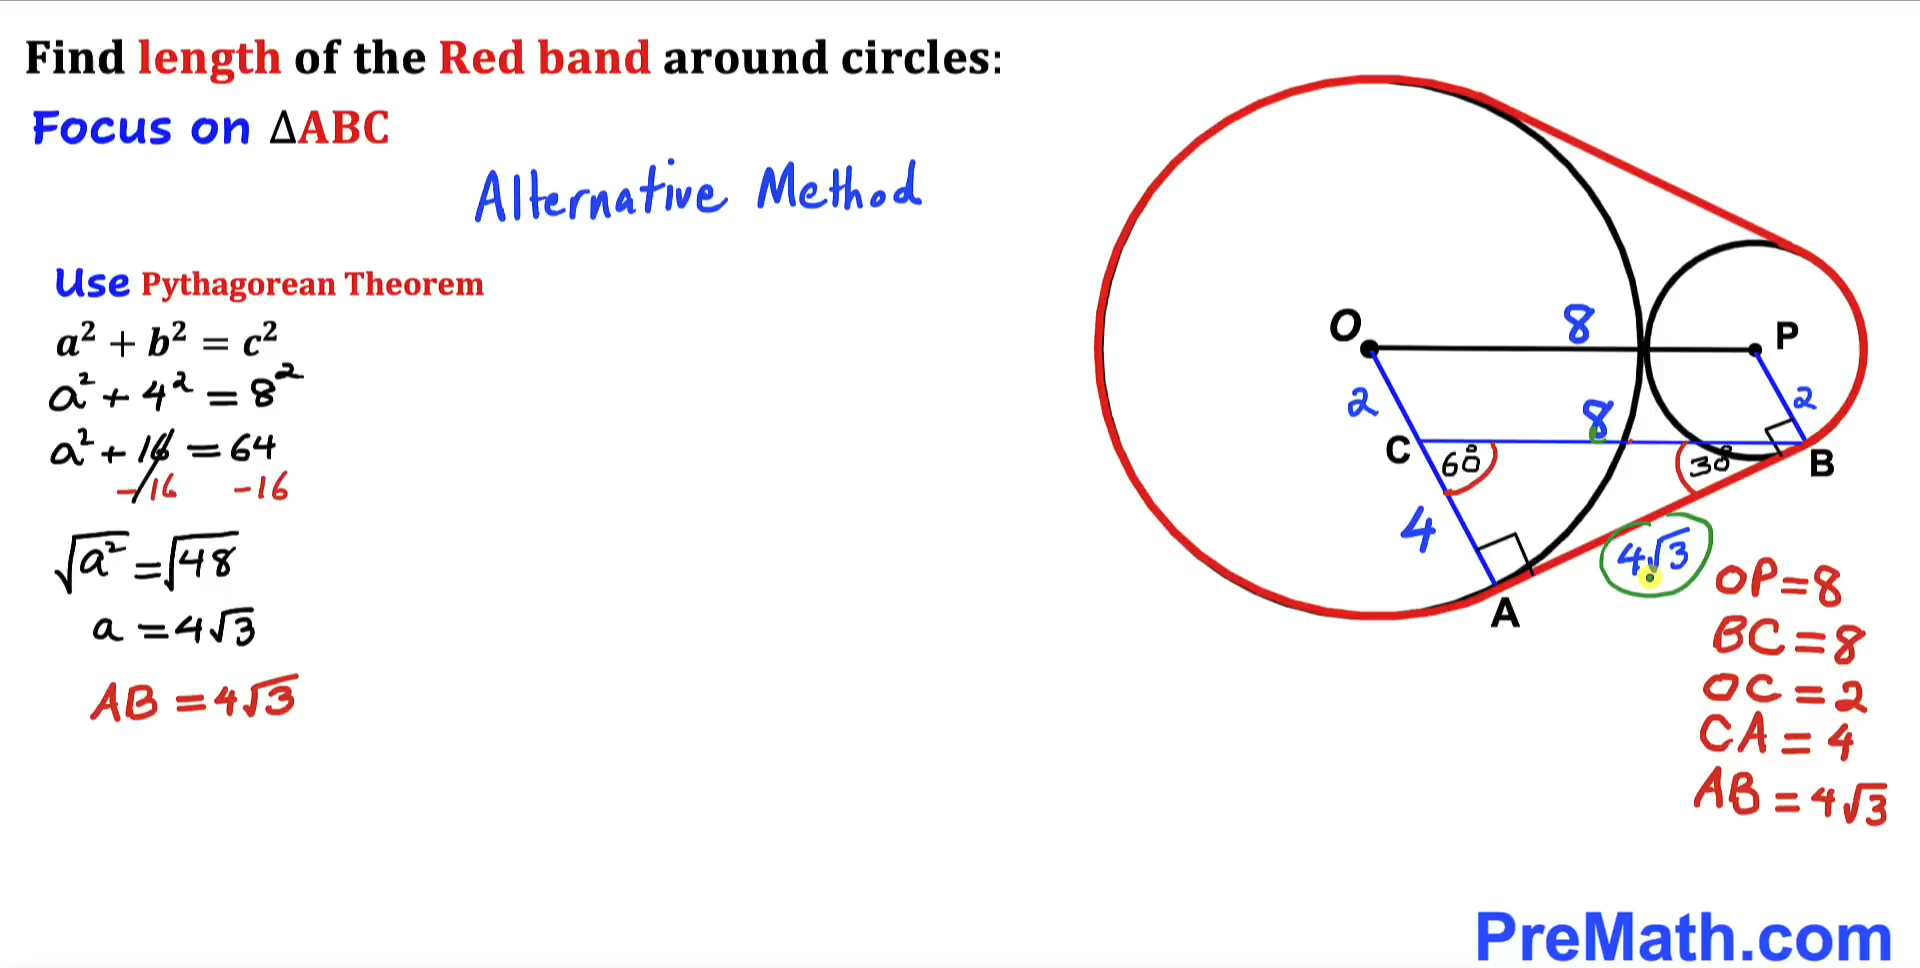 Find length of the Red band around circles:
Focus on ΔABC
Alternative Method
Use Pythagorean Theorem
a² + b² = c²
a² + 4² = 8²
a² + 16 = 64
-16 -16
√a² = √48
a = 4√3
AB = 4√3
O
8
P
2
2
8
C
60°
30°
B
4
4√3
A
OP=8
BC=8
OC=2
CA=4
AB=4√3
PreMath.com